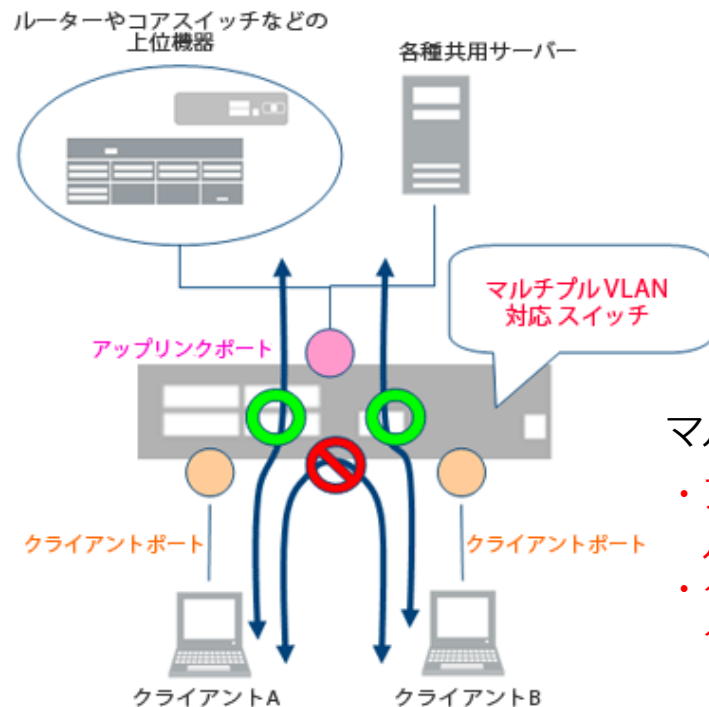 ルーターやコアスイッチなどの
上位機器
各種共用サーバー
マルチプル VLAN
対応 スイッチ
アップリンクポート
クライアントポート
クライアントポート
クライアントA
クライアントB